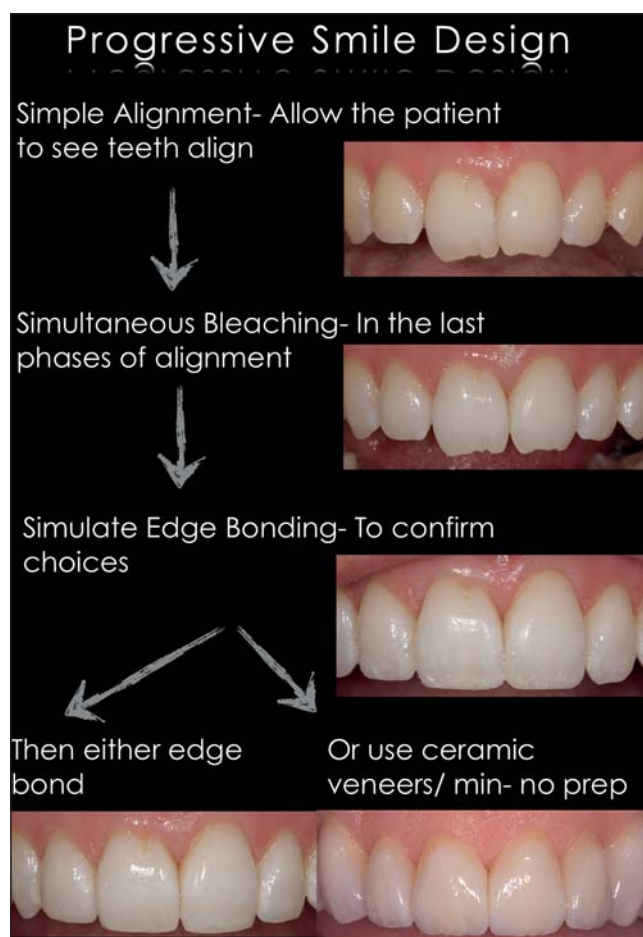 Progressive Smile Design
Simple Alignment- Allow the patient
to see teeth align
Simultaneous Bleaching- In the last
phases of alignment
Simulate Edge Bonding- To confirm
choices
Then either edge
bond
Or use ceramic
veneers/ min- no prep